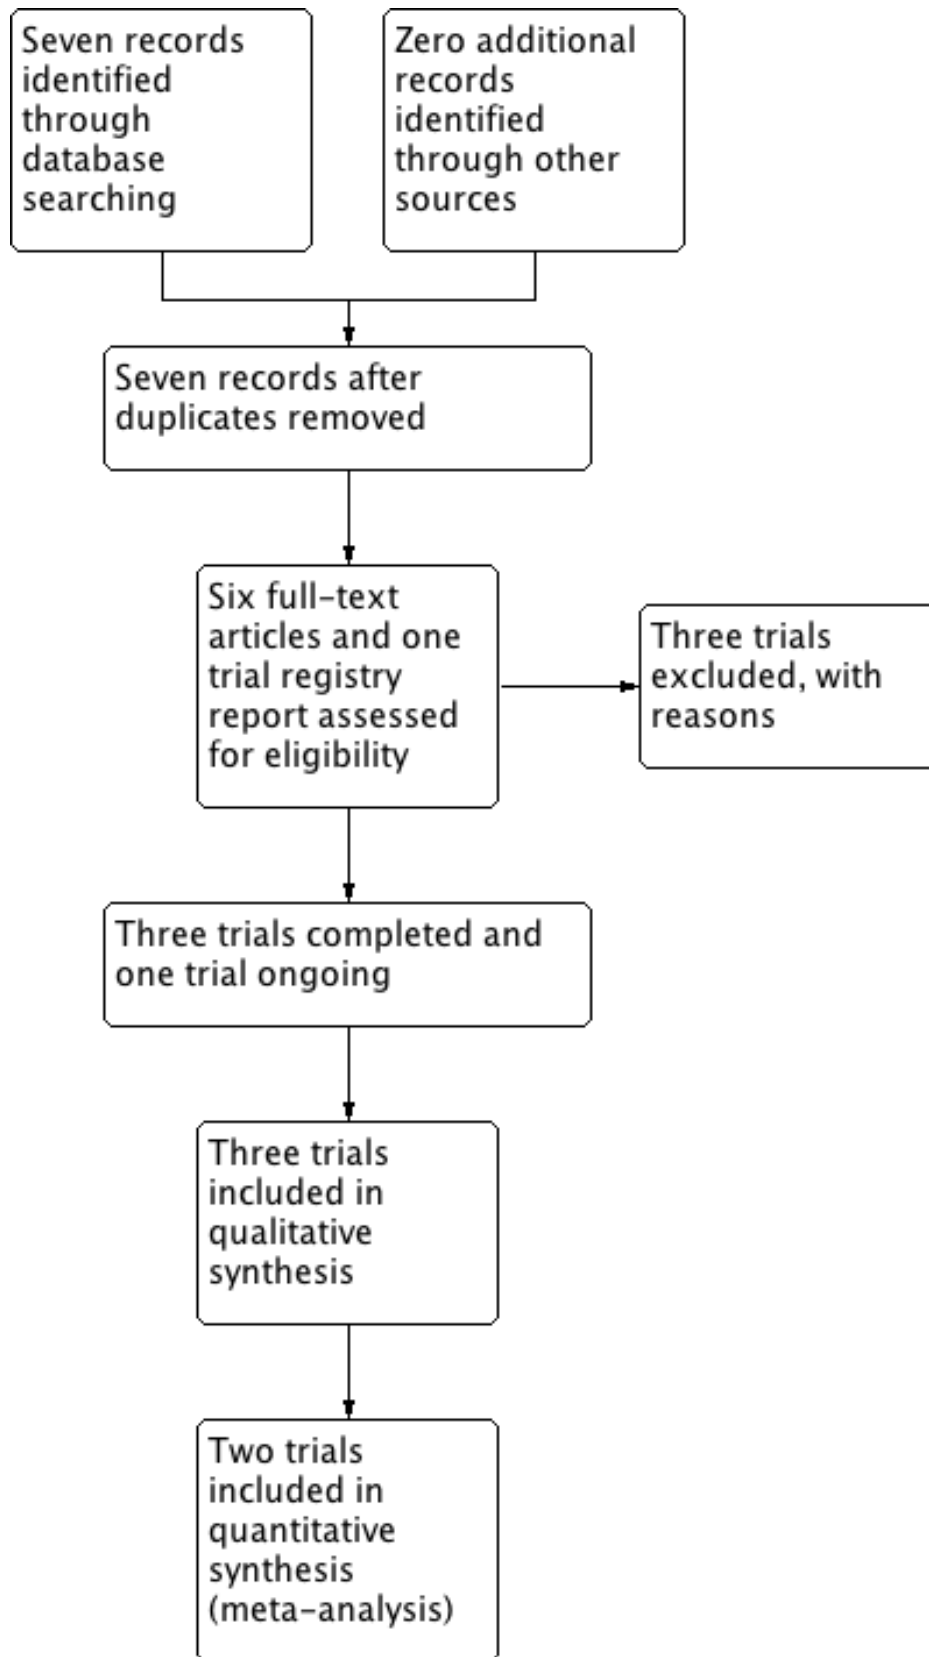 Seven records
identified
through
database
searching
Zero additional
records
identified
through other
sources
Seven records after
duplicates removed
Six full-text
articles and one
trial registry
report assessed
for eligibility
Three trials
excluded, with
reasons
Three trials completed and
one trial ongoing
Three trials
included in
qualitative
synthesis
Two trials
included in
quantitative
synthesis
(meta-analysis)